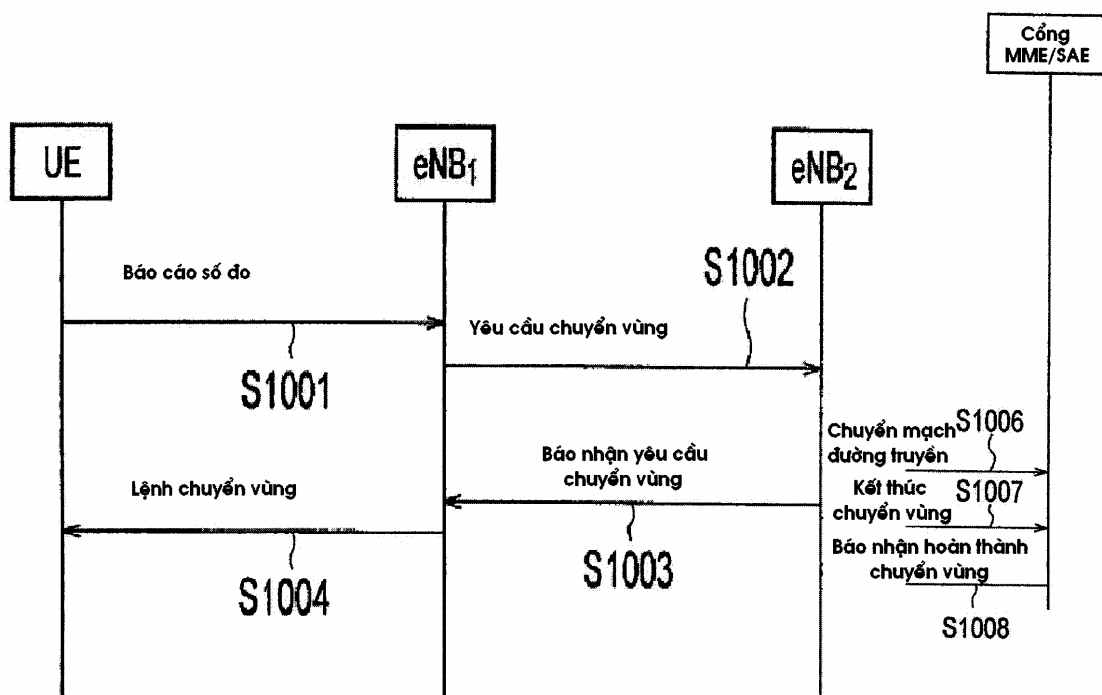 Cổng
MME/SAE
UE
eNB1
eNB2
Báo cáo số đo
S1001
S1002
Yêu cầu chuyển vùng
Báo nhận yêu cầu
chuyển vùng
S1003
Lệnh chuyển vùng
S1004
Chuyển mạch
đường truyền
S1006
Kết thúc
chuyển vùng
S1007
Báo nhận hoàn thành
chuyển vùng
S1008